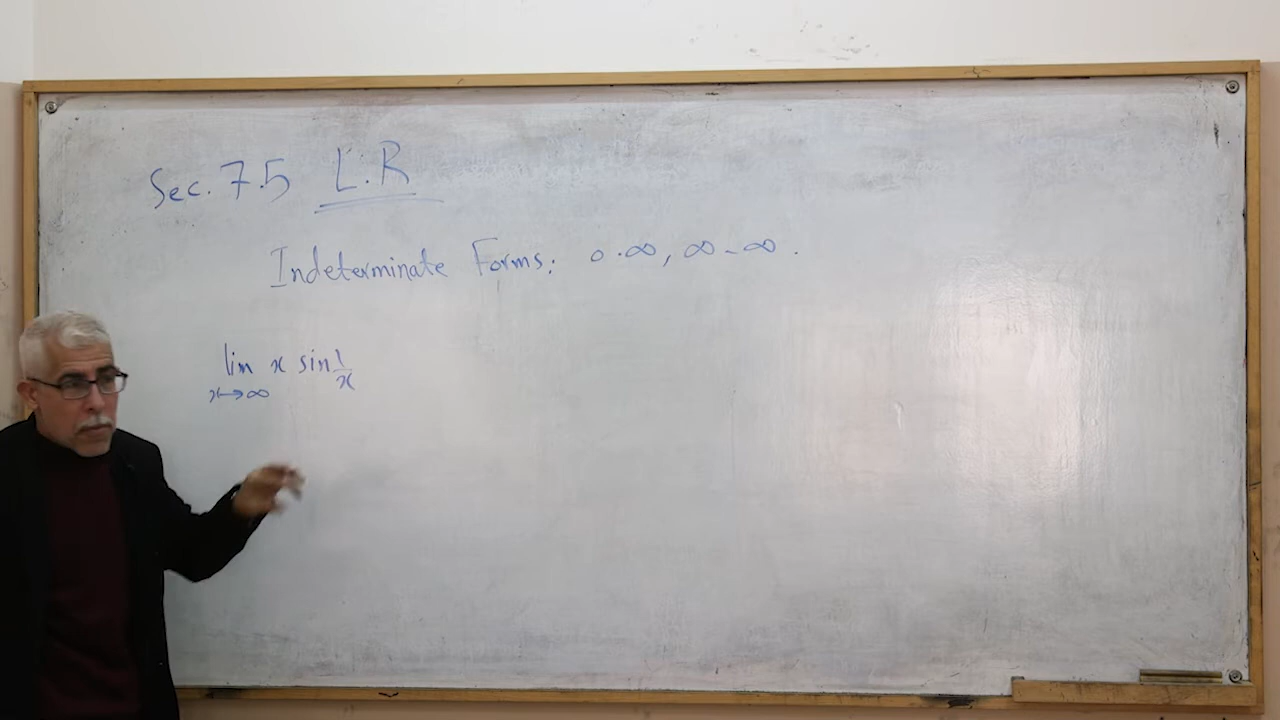 Sec. 7.5 L.R
Indeterminate Forms: 0·∞, ∞-∞.
lim x sin 1/x
x→∞